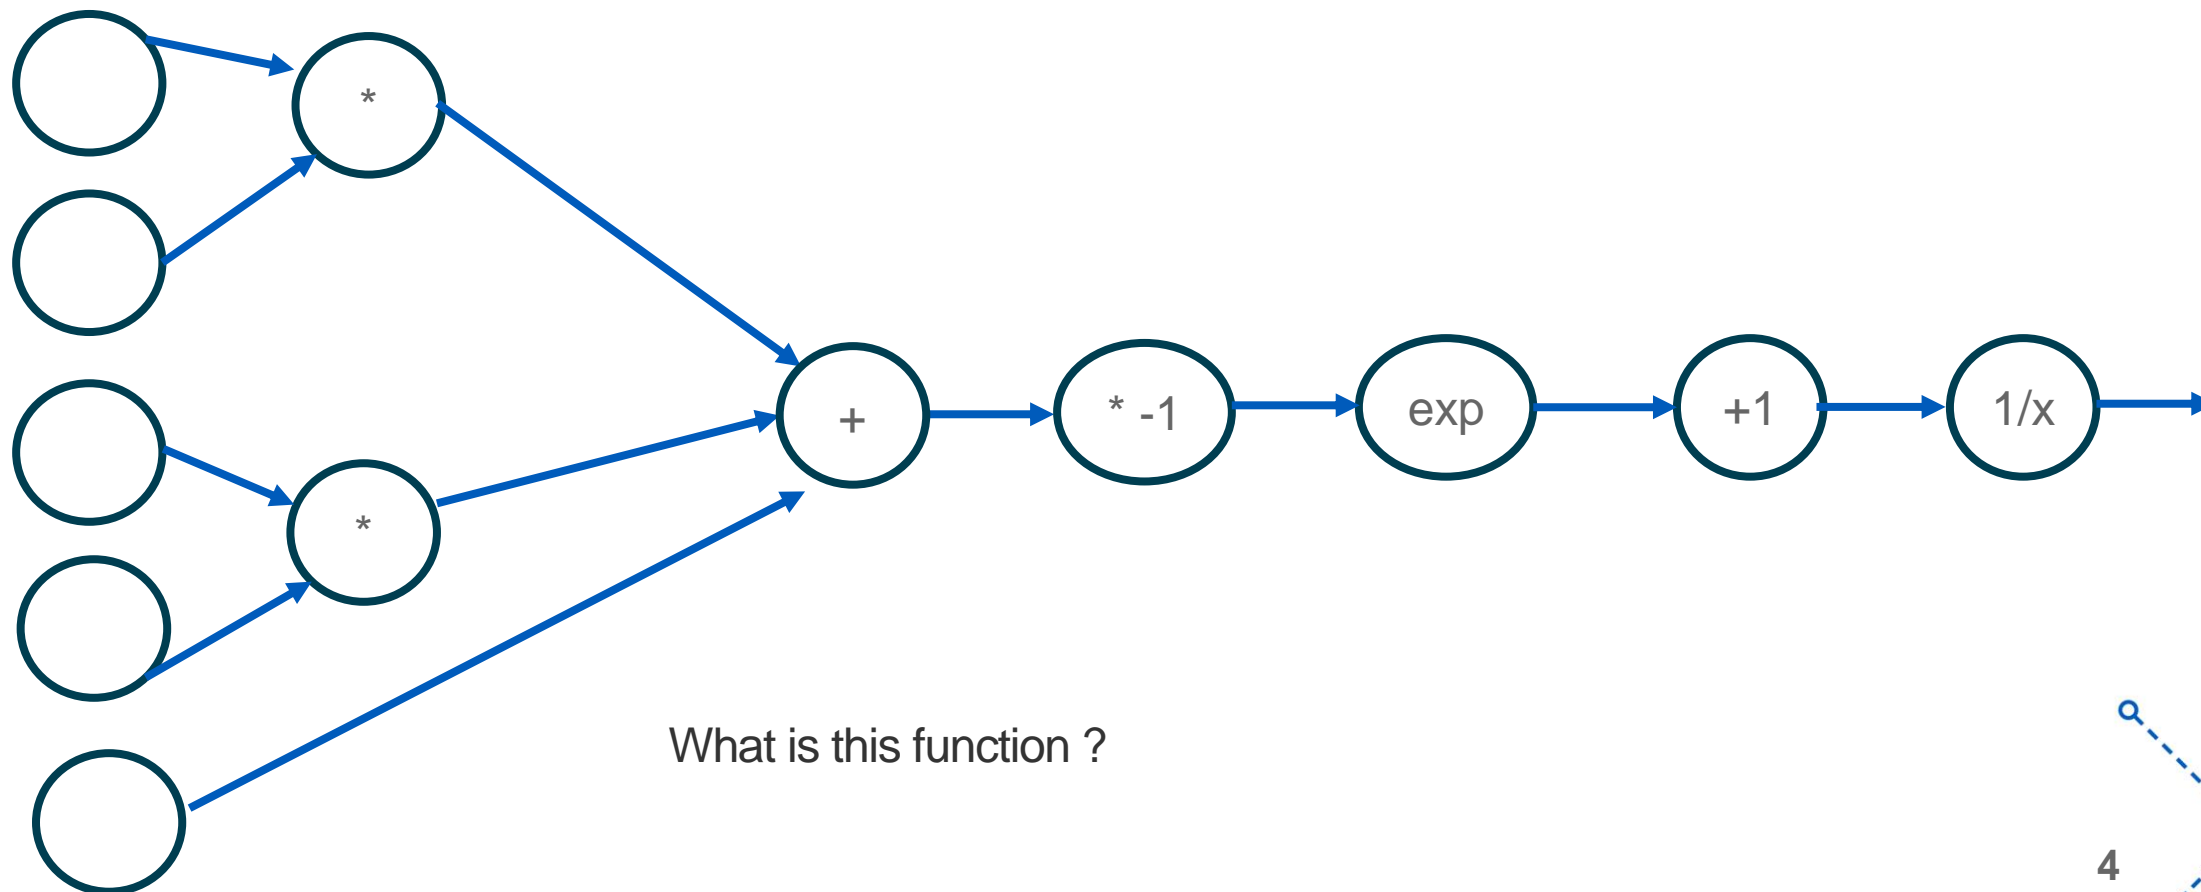 *
*
+
* -1
exp
+1
1/x
What is this function ?
4